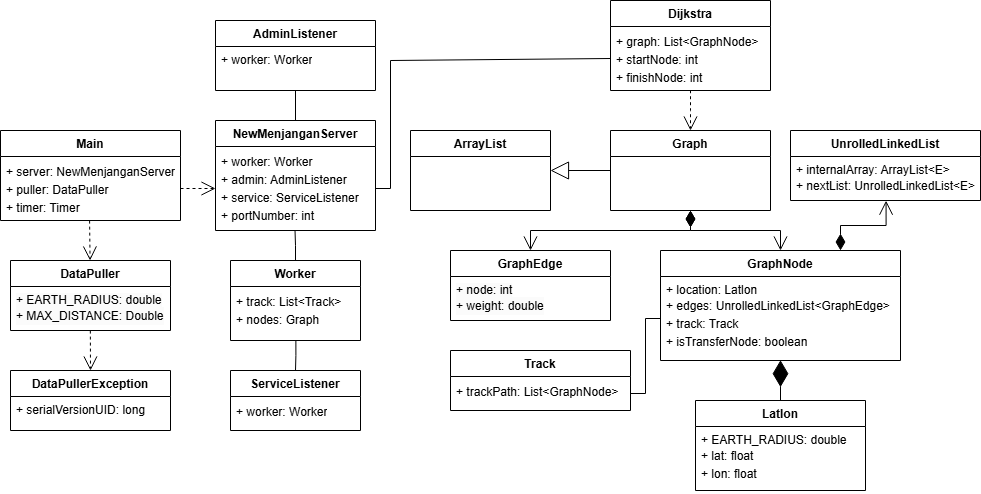 AdminListener
+ worker: Worker
Dijkstra
+ graph: List<GraphNode>
+ startNode: int
+ finishNode: int
Main
+ server: NewMenjanganServer
+ puller: DataPuller
+ timer: Timer
NewMenjanganServer
+ worker: Worker
+ admin: AdminListener
+ service: ServiceListener
+ portNumber: int
ArrayList
Graph
UnrolledLinkedList
+ internalArray: ArrayList<E>
+ nextList: UnrolledLinkedList<E>
DataPuller
+ EARTH_RADIUS: double
+ MAX_DISTANCE: Double
Worker
+ track: List<Track>
+ nodes: Graph
GraphEdge
+ node: int
+ weight: double
GraphNode
+ location: Latlon
+ edges: UnrolledLinkedList<GraphEdge>
+ track: Track
+ isTransferNode: boolean
DataPullerException
+ serialVersionUID: long
ServiceListener
+ worker: Worker
Track
+ trackPath: List<GraphNode>
Latlon
+ EARTH_RADIUS: double
+ lat: float
+ lon: float